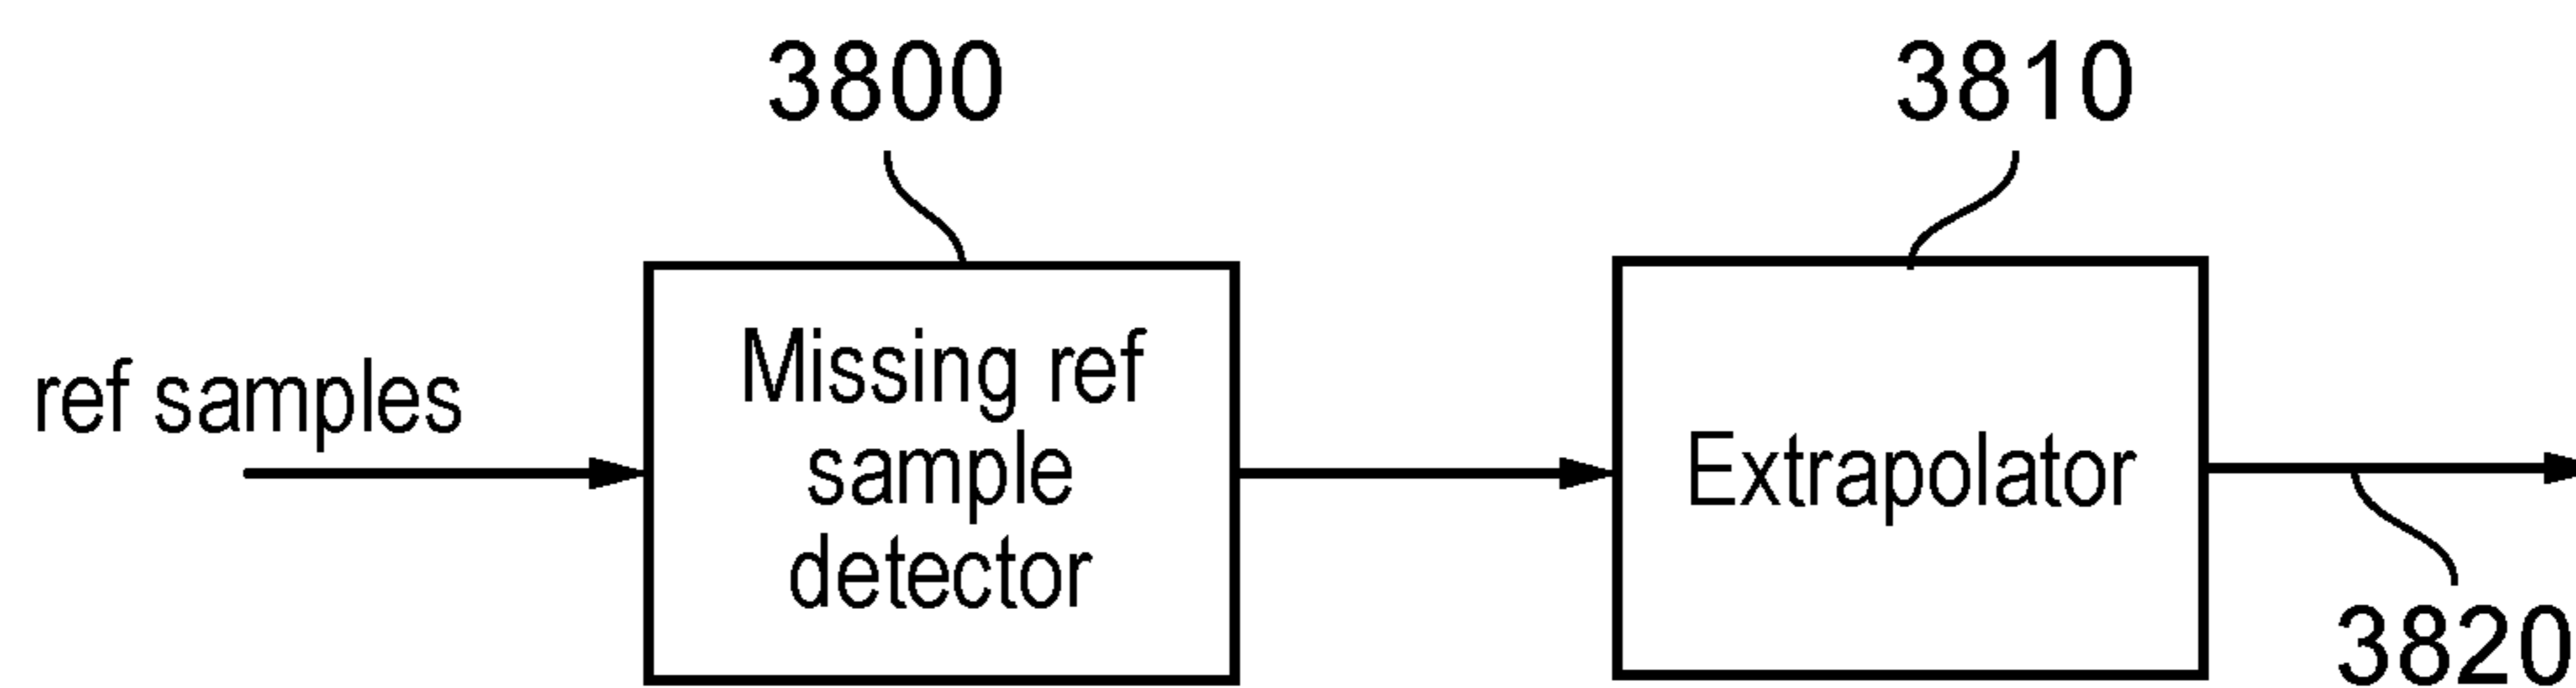 3800
3810
ref samples
Missing ref
sample
detector
Extrapolator
3820